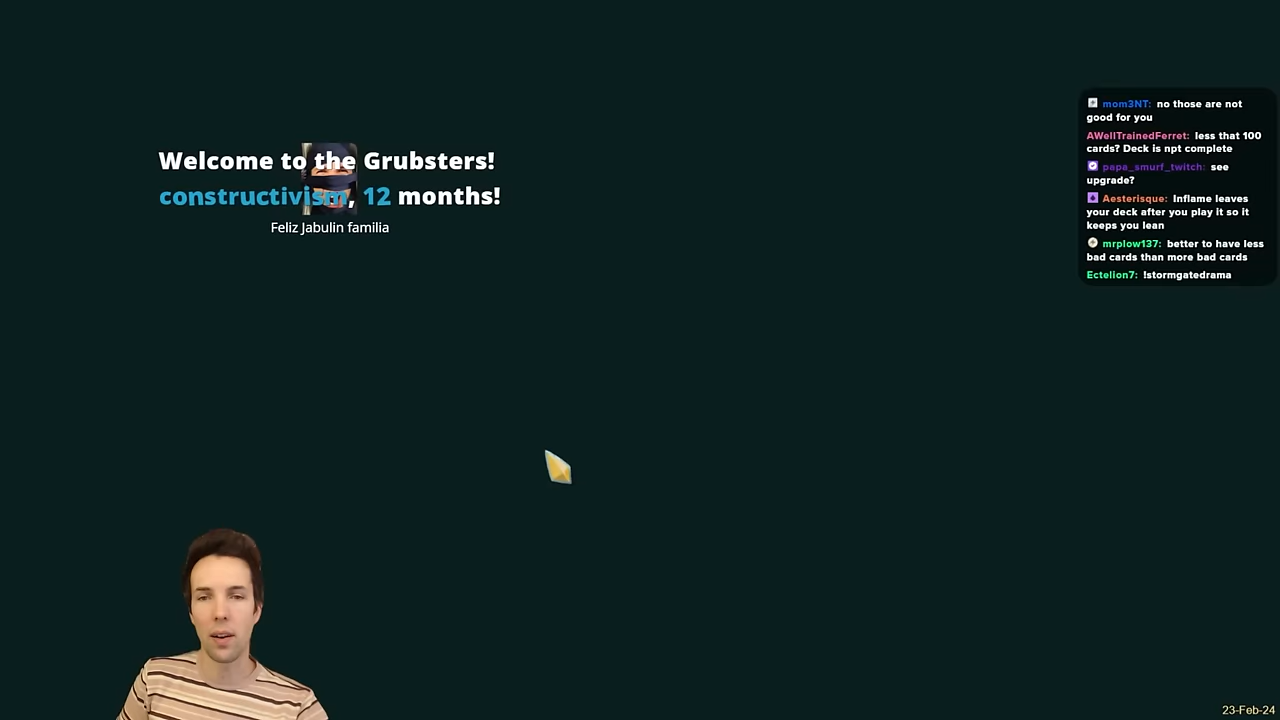 Welcome to the Grubsters!
constructivism, 12 months!
Feliz Jabulin familia
mom3NT: no those are not
good for you
AWellTrainedFerret: less that 100
cards? Deck is npt complete
papa_smurf_twitch: see
upgrade?
Aesterisque: Inflame leaves
your deck after you play it so it
keeps you lean
mrplow137: better to have less
bad cards than more bad cards
Ectelion7: !stormgatedrama
23-Feb-24